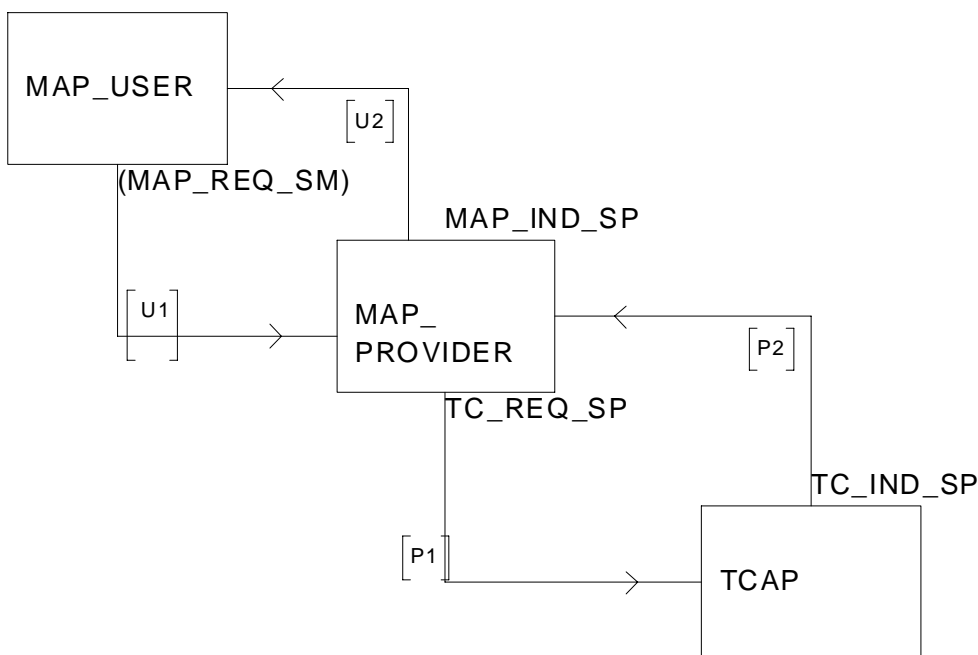 MAP_USER
[U2]
(MAP_REQ_SM)
MAP_IND_SP
[U1]
MAP_
PROVIDER
[P2]
TC_REQ_SP
TC_IND_SP
[P1]
TCAP